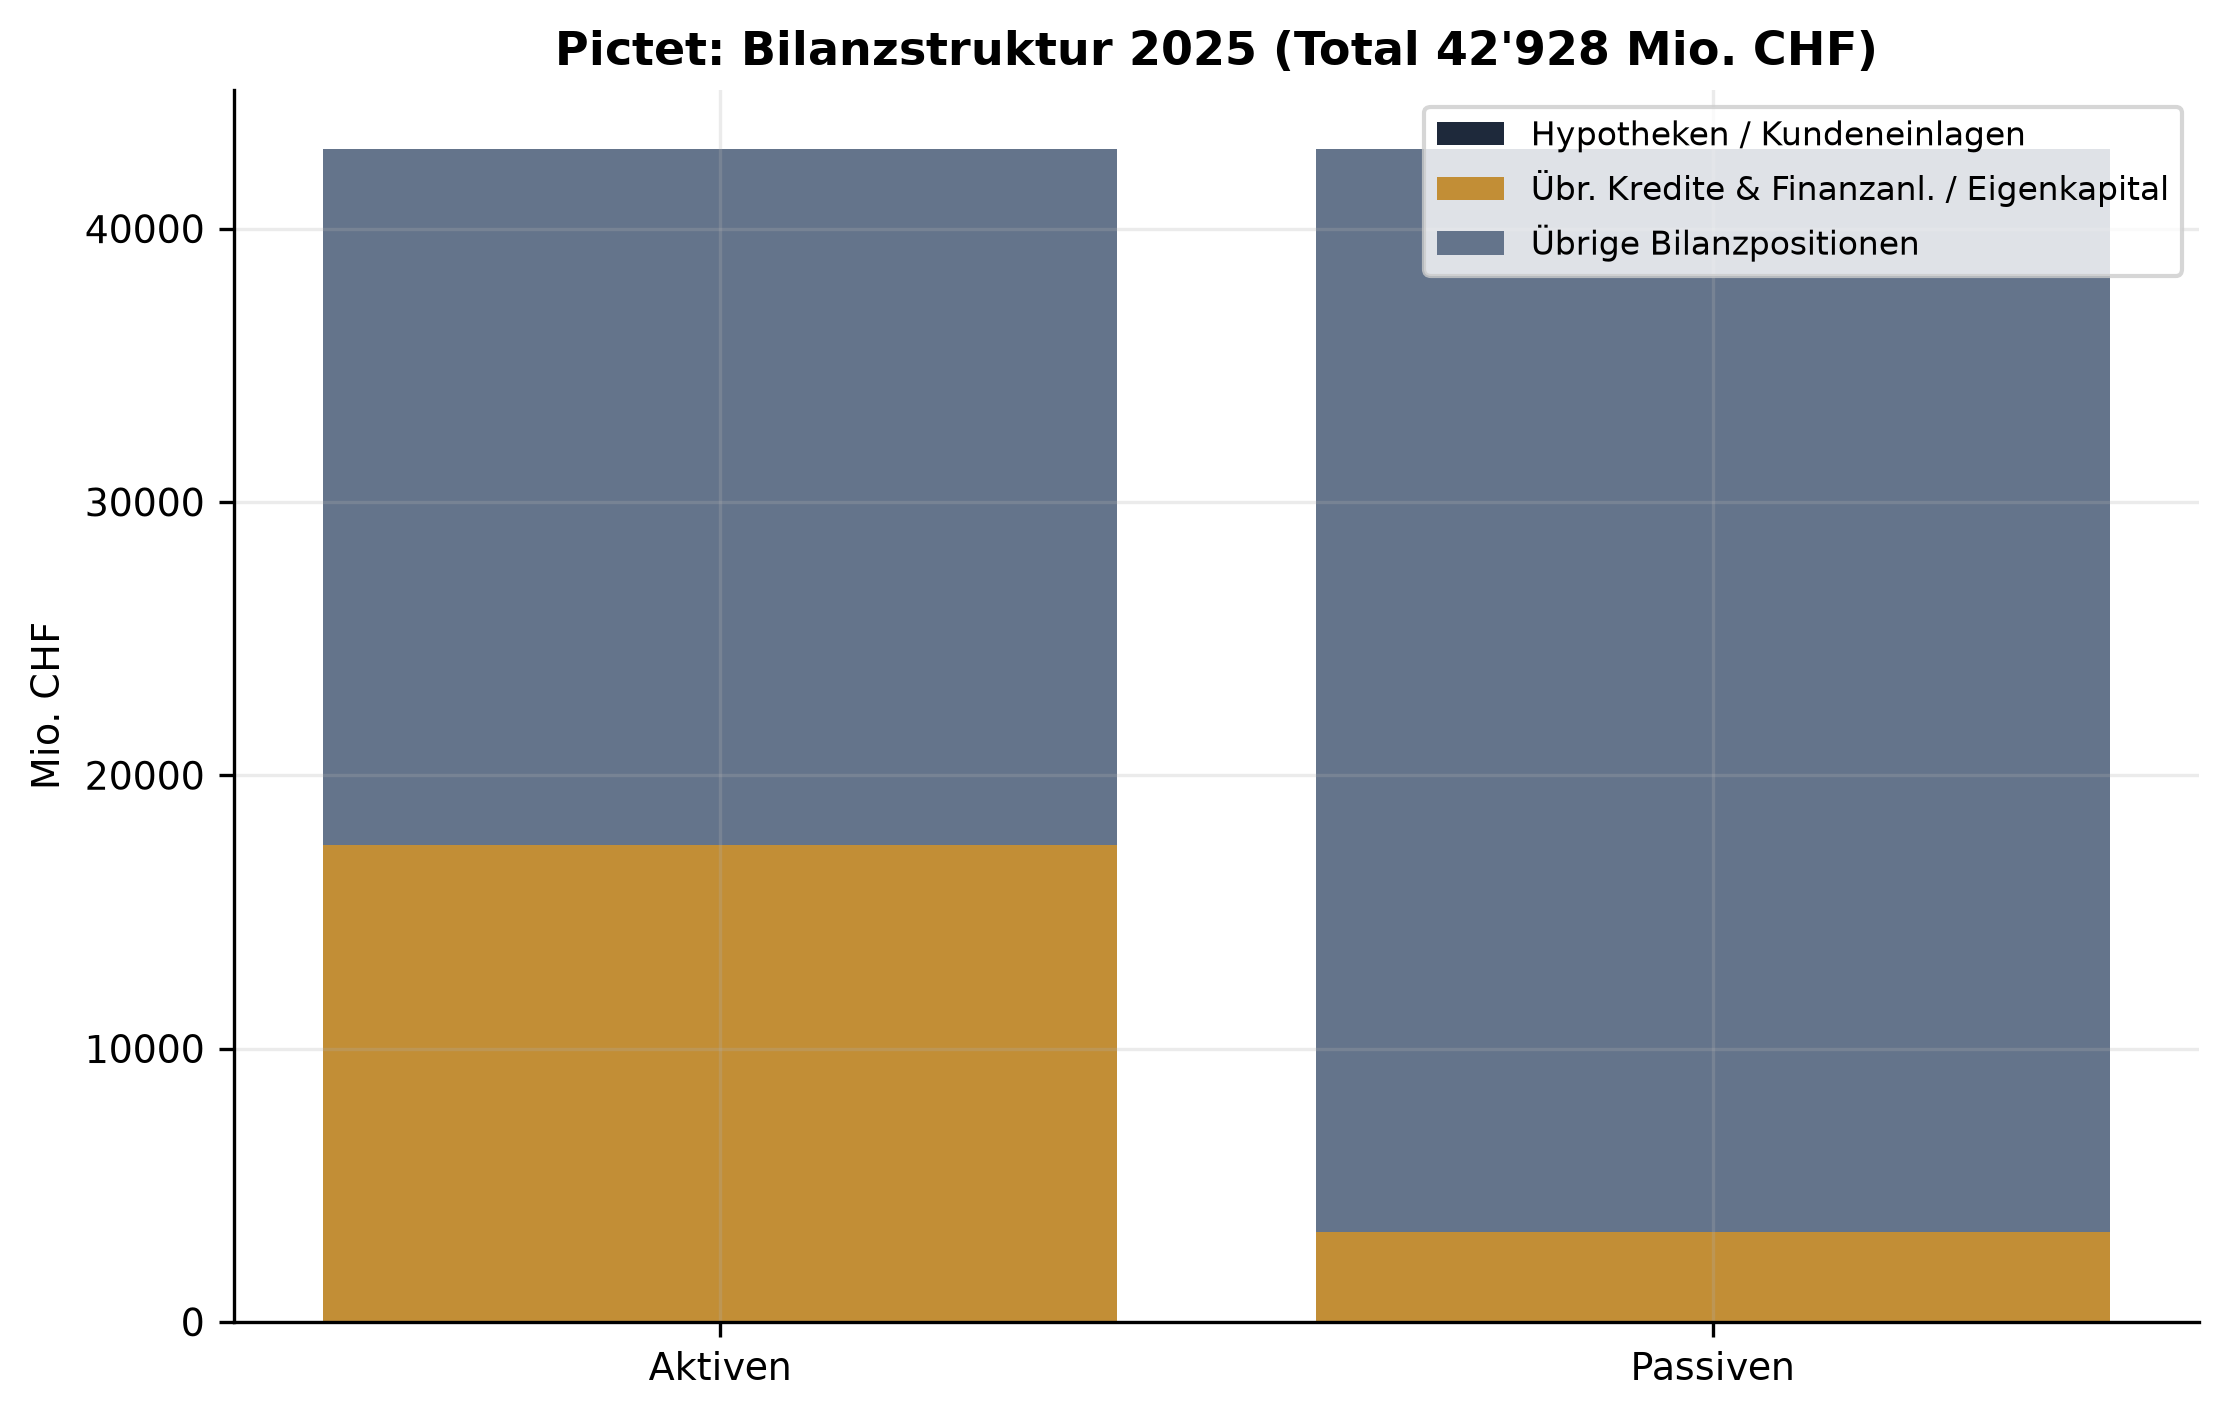 Pictet: Bilanzstruktur 2025 (Total 42'928 Mio. CHF)
Hypotheken / Kundeneinlagen
Übr. Kredite & Finanzanl. / Eigenkapital
Übrige Bilanzpositionen
Mio. CHF
40000
30000
20000
10000
0
Aktiven
Passiven